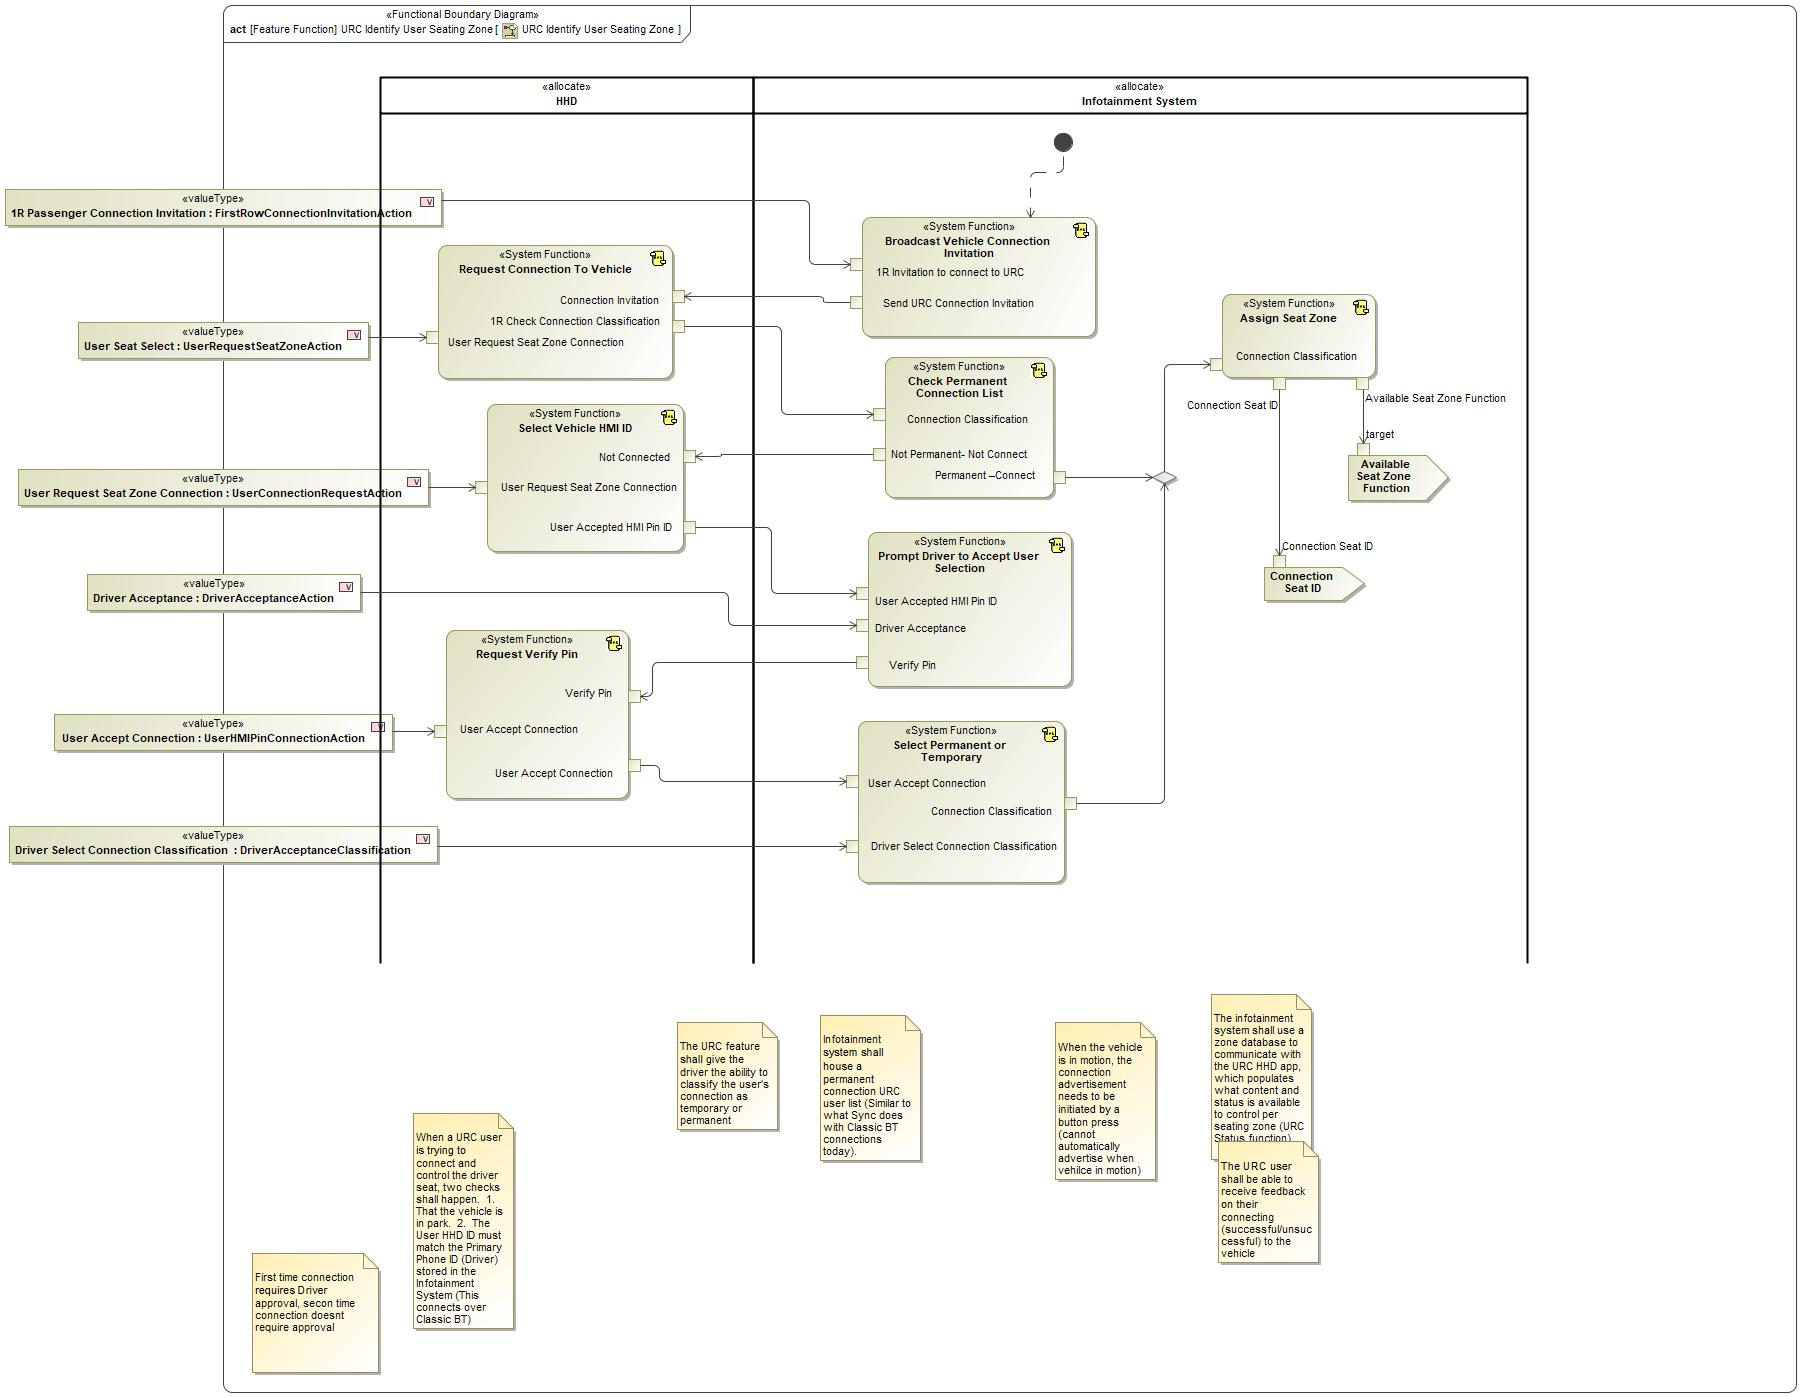 «Functional Boundary Diagram»
act [Feature Function] URC Identify User Seating Zone [ URC Identify User Seating Zone ]
«allocate»
HHD
«allocate»
Infotainment System
«valueType»
1R Passenger Connection Invitation : FirstRowConnectionInvitationAction
«System Function»
Broadcast Vehicle Connection
Invitation
1R Invitation to connect to URC
Send URC Connection Invitation
«System Function»
Request Connection To Vehicle
Connection Invitation
1R Check Connection Classification
User Request Seat Zone Connection
«valueType»
User Seat Select : UserRequestSeatZoneAction
«System Function»
Assign Seat Zone
Connection Classification
Connection Seat ID
Available Seat Zone Function
target
Available
Seat Zone
Function
Connection Seat ID
Connection
Seat ID
«System Function»
Check Permanent
Connection List
Connection Classification
Not Permanent- Not Connect
Permanent –Connect
«System Function»
Select Vehicle HMI ID
Not Connected
User Request Seat Zone Connection
User Accepted HMI Pin ID
«valueType»
User Request Seat Zone Connection : UserConnectionRequestAction
«System Function»
Prompt Driver to Accept User
Selection
User Accepted HMI Pin ID
Driver Acceptance
Verify Pin
«valueType»
Driver Acceptance : DriverAcceptanceAction
«System Function»
Request Verify Pin
Verify Pin
User Accept Connection
User Accept Connection
«valueType»
User Accept Connection : UserHMIPinConnectionAction
«System Function»
Select Permanent or
Temporary
User Accept Connection
Connection Classification
Driver Select Connection Classification
«valueType»
Driver Select Connection Classification : DriverAcceptanceClassification
The URC feature
shall give the
driver the ability to
classify the user's
connection as
temporary or
permanent
Infotainment
system shall
house a
permanent
connection URC
user list (Similar to
what Sync does
with Classic BT
connections
today).
When the vehicle
is in motion, the
connection
advertisement
needs to be
initiated by a
button press
(cannot
automatically
advertise when
vehilce in motion)
The infotainment
system shall use a
zone database to
communicate with
the URC HHD app,
which populates
what content and
status is available
to control per
seating zone (URC
Status function)
The URC user
shall be able to
receive feedback
on their
connecting
(successful/unsuc
cessful) to the
vehicle
When a URC user
is trying to
connect and
control the driver
seat, two checks
shall happen. 1.
That the vehicle is
in park. 2. The
User HHD ID must
match the Primary
Phone ID (Driver)
stored in the
Infotainment
System (This
connects over
Classic BT)
First time connection
requires Driver
approval, secon time
connection doesnt
require approval